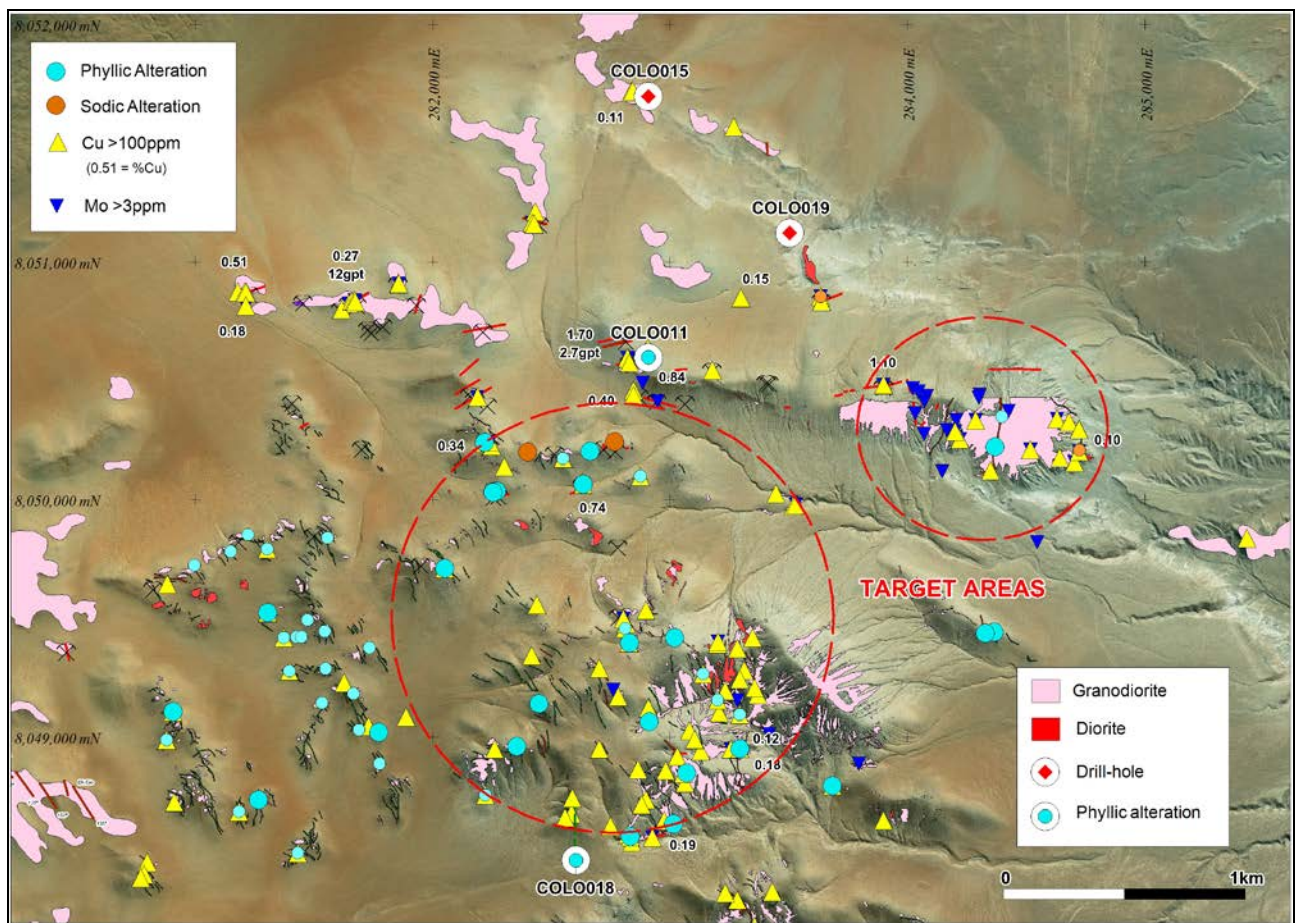 8,052,000 mN
282,000 mE
284,000 mE
285,000 mE
Phyllic Alteration
Sodic Alteration
Cu >100ppm
(0.51 = %Cu)
Mo >3ppm
COLO015
0.11
COLO019
8,051,000 mN
0.51
0.27
12gpt
0.18
0.15
1.70
COLO011
2.7gpt
0.84
0.40
1.10
0.34
0.10
8,050,000 mN
0.74
TARGET AREAS
8,049,000 mN
0.12
0.18
0.19
COLO018
Granodiorite
Diorite
Drill-hole
Phyllic alteration
0
1km